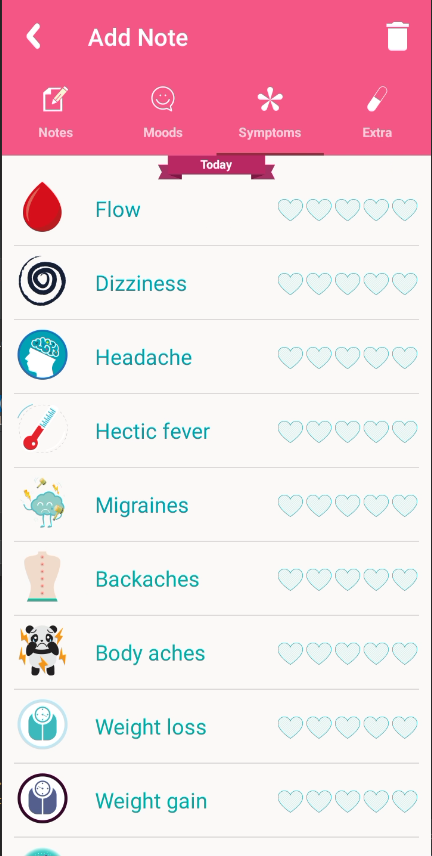 Add Note
Notes Moods Symptoms Extra
Today
Flow
Dizziness
Headache
Hectic fever
Migraines
Backaches
Body aches
Weight loss
Weight gain